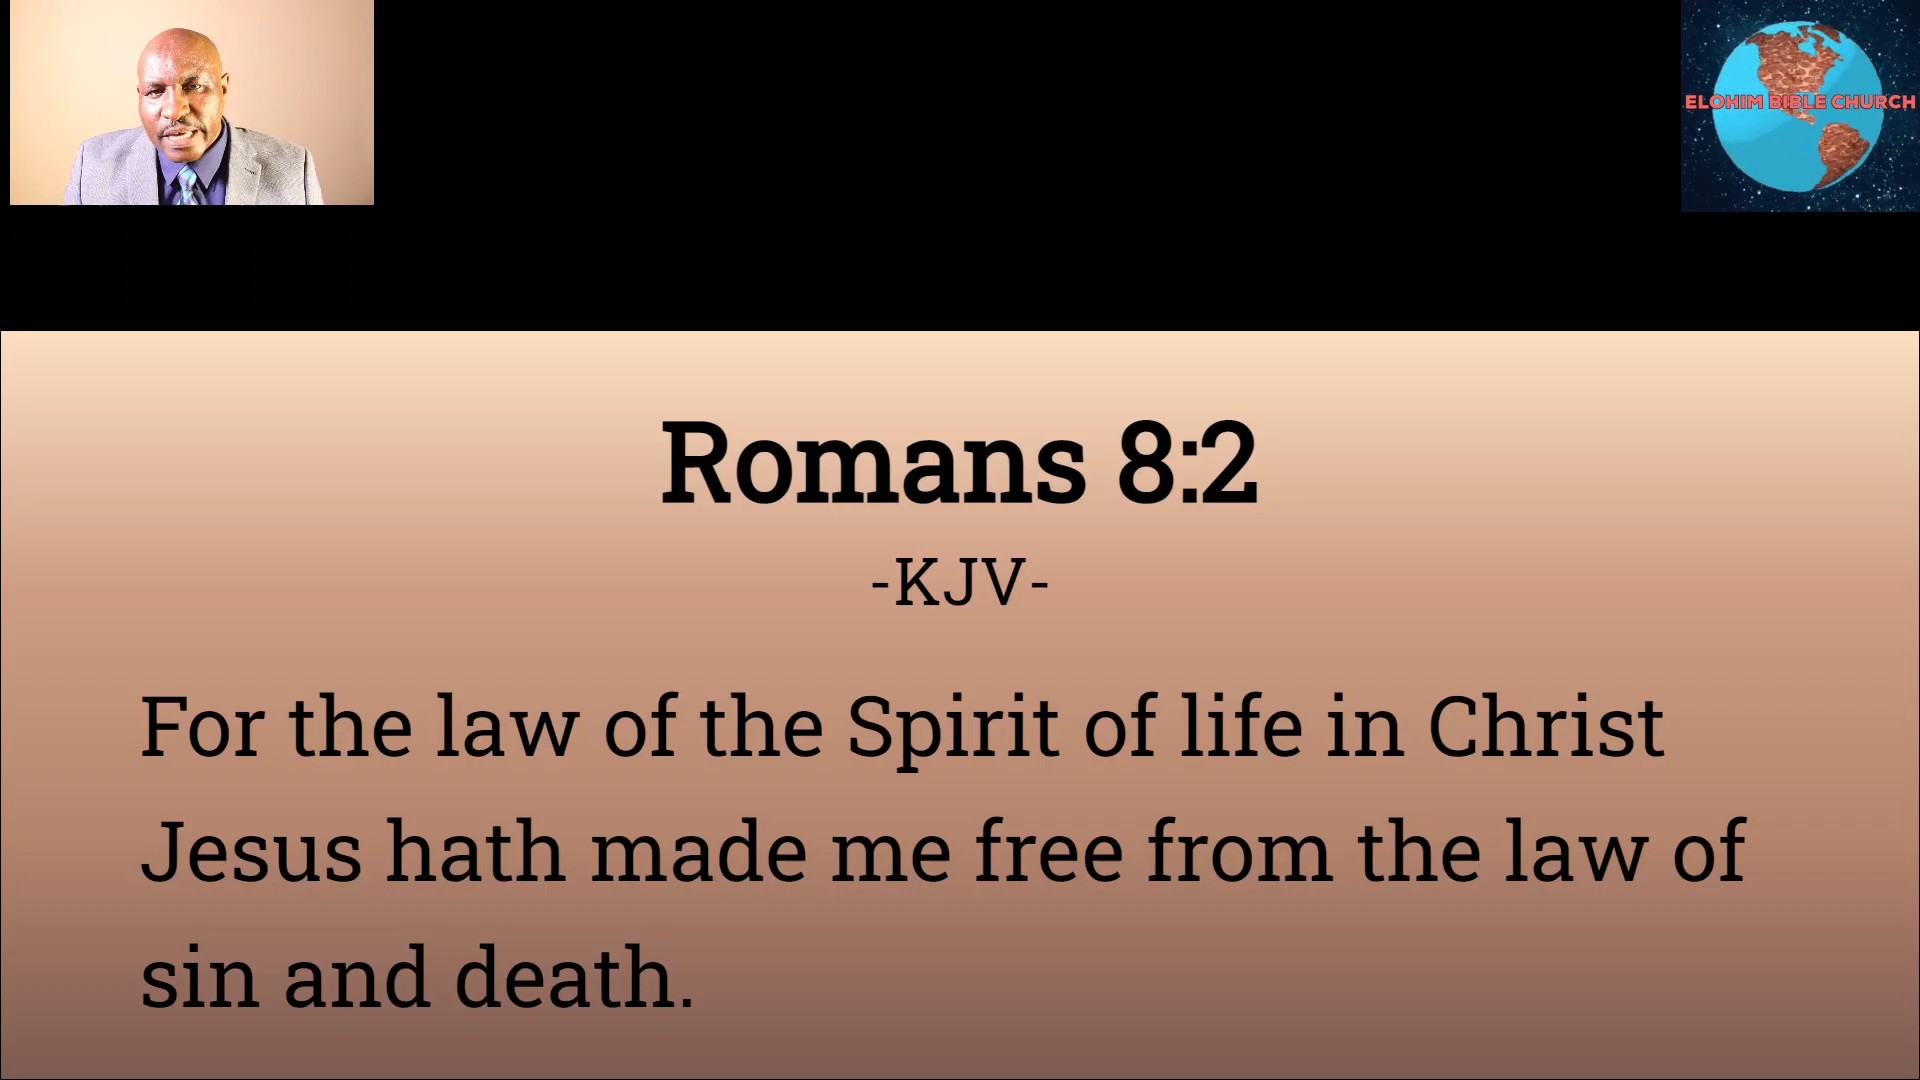 ELOHIM BIBLE CHURCH
Romans 8:2
-KJV-
For the law of the Spirit of life in Christ
Jesus hath made me free from the law of
sin and death.